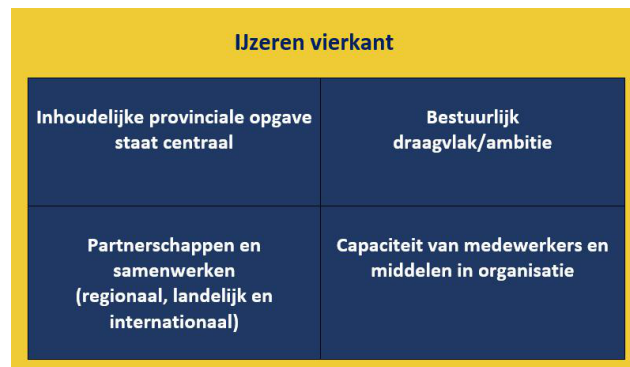 IJzeren vierkant
Inhoudelijke provinciale opgave
staat centraal
Bestuurlijk
draagvlak/ambitie
Partnerschappen en
samenwerken
(regionaal, landelijk en
internationaal)
Capaciteit van medewerkers en
middelen in organisatie